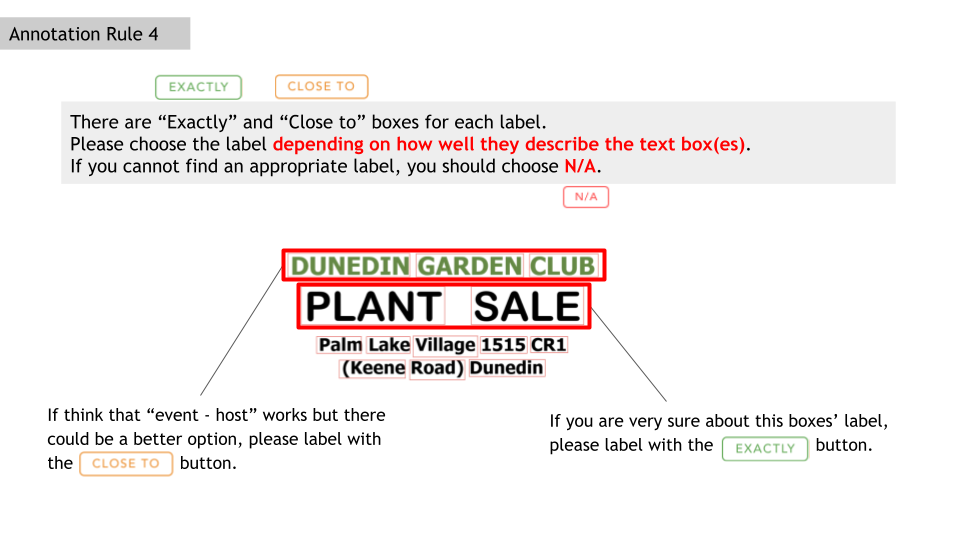 Annotation Rule 4
EXACTLY CLOSE TO
There are “Exactly” and “Close to” boxes for each label.
Please choose the label depending on how well they describe the text box(es).
If you cannot find an appropriate label, you should choose N/A.
N/A
DUNEDIN GARDEN CLUB
PLANT SALE
Palm Lake Village 1515 CR1
(Keene Road) Dunedin
If think that “event - host” works but there
could be a better option, please label with
the CLOSE TO button.
If you are very sure about this boxes’ label,
please label with the EXACTLY button.